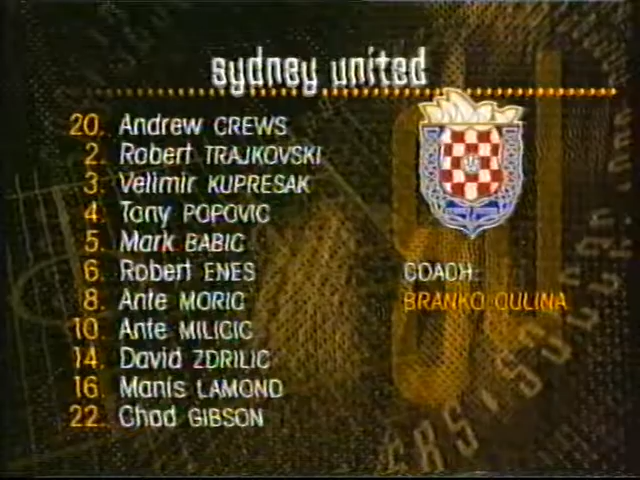 sydney united
20. Andrew CREWS
2. Robert TRAJKOVSKI
3. Velimir KUPRESAK
4. Tony POPOVIC
5. Mark BABIC
6. Robert ENES
8. Ante MORIC
10. Ante MILICIC
14. David ZDRILIC
16. Manis LAMOND
22. Chad GIBSON
COACH:
BRANKO CULINA